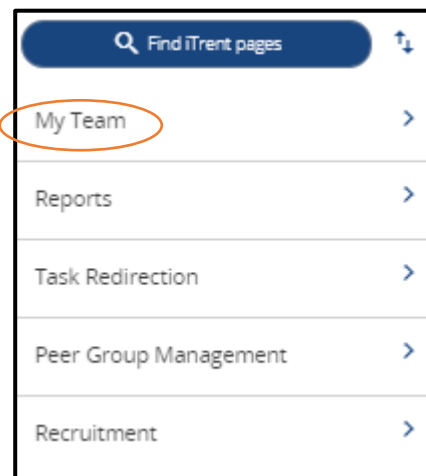 Find iTrent pages
My Team
Reports
Task Redirection
Peer Group Management
Recruitment